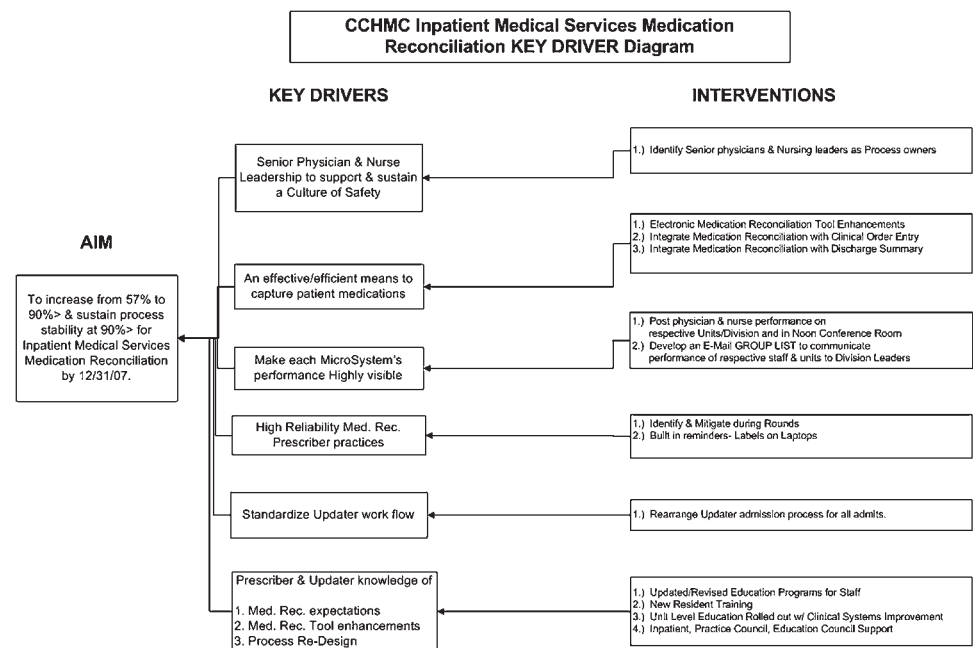 CCHMC Inpatient Medical Services Medication
Reconciliation KEY DRIVER Diagram
KEY DRIVERS
INTERVENTIONS
AIM
To increase from 57% to
90%> & sustain process
stability at 90%> for
Inpatient Medical Services
Medication Reconciliation
by 12/31/07.
Senior Physician & Nurse
Leadership to support & sustain
a Culture of Safety
1.) Identify Senior physicians & Nursing leaders as Process owners
An effective/efficient means to
capture patient medications
1.) Electronic Medication Reconciliation Tool Enhancements
2.) Integrate Medication Reconciliation with Clinical Order Entry
3.) Integrate Medication Reconciliation with Discharge Summary
Make each MicroSystem's
performance Highly visible
1.) Post physician & nurse performance on
respective Units/Division and in Noon Conference Room
2.) Develop an E-Mail GROUP LIST to communicate
performance of respective staff & units to Division Leaders
High Reliability Med. Rec.
Prescriber practices
1.) Identify & Mitigate during Rounds
2.) Built in reminders- Labels on Laptops
Standardize Updater work flow
1.) Rearrange Updater admission process for all admits.
Prescriber & Updater knowledge of
1. Med. Rec. expectations
2. Med. Rec. Tool enhancements
3. Process Re-Design
1.) Updated/Revised Education Programs for Staff
2.) New Resident Training
3.) Unit Level Education Rolled out w/ Clinical Systems Improvement
4.) Inpatient, Practice Council, Education Council Support